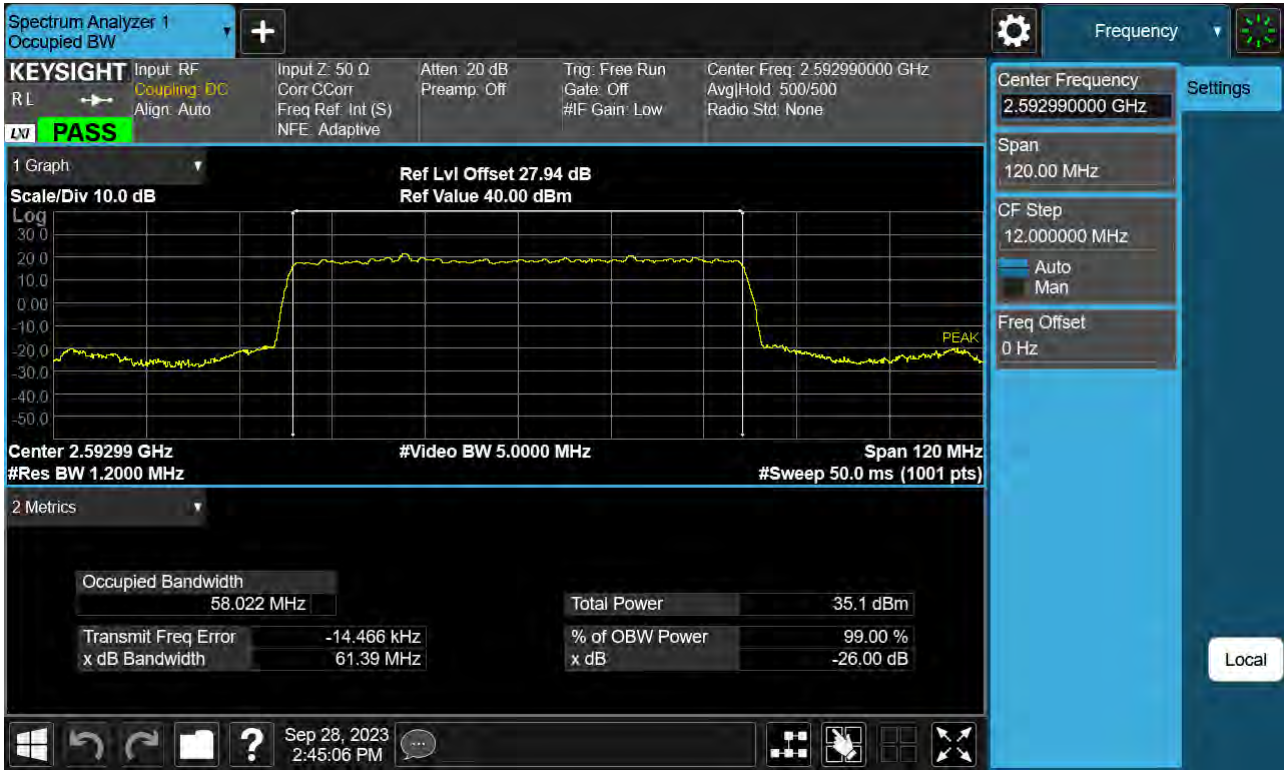 Spectrum Analyzer 1
Occupied BW
Frequency
KEYSIGHT
RL
LXI
PASS
Input: RF
Coupling: DC
Align: Auto
Input Z: 50 Ω
Corr CCorr
Freq Ref: Int (S)
NFE: Adaptive
Atten: 20 dB
Preamp: Off
Trig: Free Run
Gate: Off
#IF Gain: Low
Center Freq: 2.592990000 GHz
Avg|Hold: 500/500
Radio Std: None
Center Frequency
2.592990000 GHz
Settings
Span
120.00 MHz
CF Step
12.000000 MHz
Auto
Man
Freq Offset
0 Hz
Local
1 Graph
Scale/Div 10.0 dB
Ref Lvl Offset 27.94 dB
Ref Value 40.00 dBm
Log
30.0
20.0
10.0
0.00
-10.0
-20.0
-30.0
-40.0
-50.0
PEAK
Center 2.59299 GHz
#Video BW 5.0000 MHz
Span 120 MHz
#Res BW 1.2000 MHz
#Sweep 50.0 ms (1001 pts)
2 Metrics
Occupied Bandwidth
58.022 MHz
Total Power 35.1 dBm
Transmit Freq Error -14.466 kHz
% of OBW Power 99.00 %
x dB Bandwidth 61.39 MHz
x dB -26.00 dB
Sep 28, 2023
2:45:06 PM